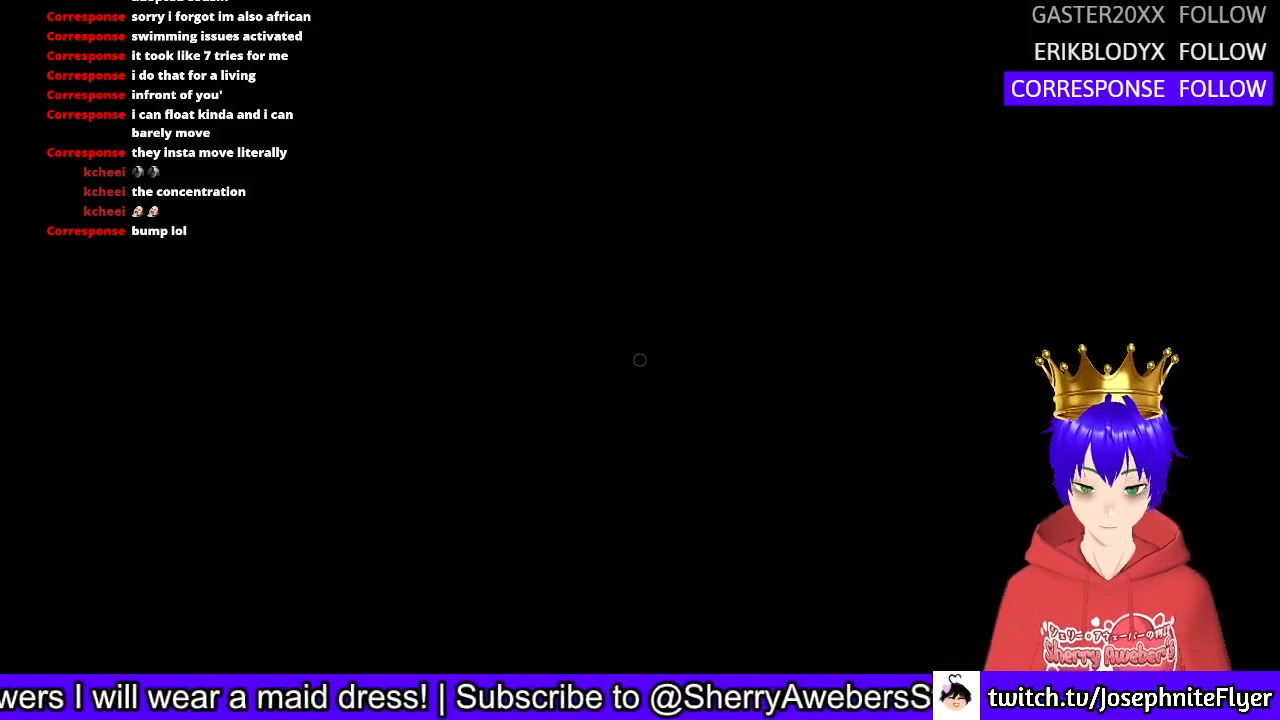 Corresponse sorry i forgot im also african
Corresponse swimming issues activated
Corresponse it took like 7 tries for me
Corresponse i do that for a living
Corresponse infront of you'
Corresponse i can float kinda and i can
barely move
Corresponse they insta move literally
kcheei
kcheei the concentration
kcheei
Corresponse bump lol
GASTER20XX FOLLOW
ERIKBLODYX FOLLOW
CORRESPONSE FOLLOW
Sherry Aweber's
wers I will wear a maid dress! | Subscribe to @SherryAwebersS
twitch.tv/JosephniteFlyer